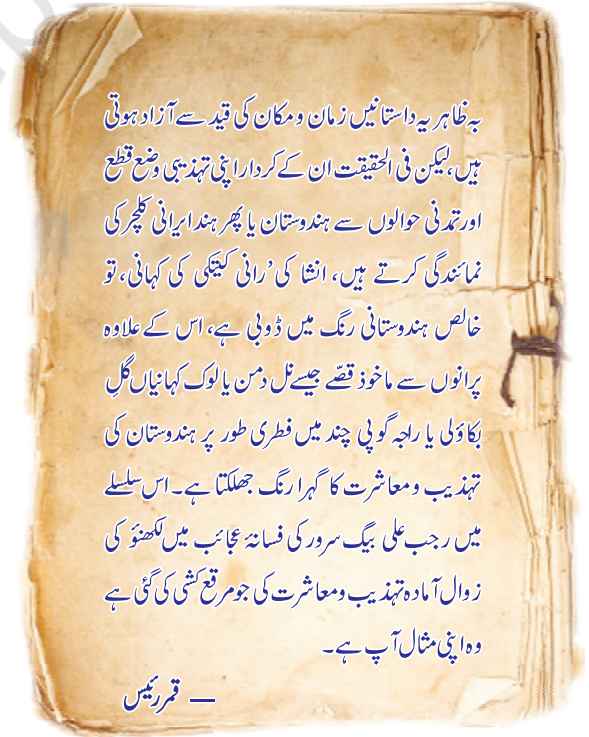 بہ ظاہر یہ داستانیں زمان و مکان کی قید سے آزاد ہوتی
ہیں، لیکن فی الحقیقت ان کے کردار اپنی تہذیبی وضع قطع
اور تمدنی حوالوں سے ہندوستان یا پھر ہند ایرانی کلچر کی
نمائندگی کرتے ہیں، انشا کی ’رانی کیتکی کی کہانی، تو
خالص ہندوستانی رنگ میں ڈوبی ہے، اس کے علاوہ
پرانوں سے ماخوذ قصّے جیسے نل دمن یا لوک کہانیاں گلِ
بکاؤلی یا راجہ گوپی چند میں فطری طور پر ہندوستان کی
تہذیب و معاشرت کا گہرا رنگ جھلکتا ہے۔ اس سلسلے
میں رجب علی بیگ سرور کی فسانۂ عجائب میں لکھنؤ کی
زوال آمادہ تہذیب ومعاشرت کی جو مرقع کشی کی گئی ہے
وہ اپنی مثال آپ ہے۔
— قمر رئیس